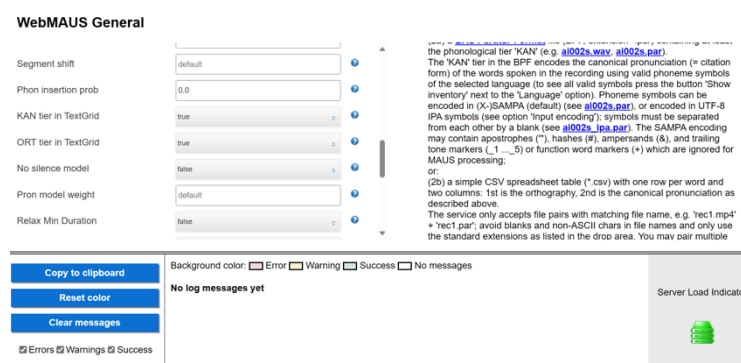 WebMAUS General
Segment shift
default
Phon insertion prob
0.0
KAN tier in TextGrid
true
ORT tier in TextGrid
true
No silence model
false
Pron model weight
default
Relax Min Duration
false
the phonological tier 'KAN' (e.g. ai002s.wav, ai002s.par).
The 'KAN' tier in the BPF encodes the canonical pronunciation (= citation
form) of the words spoken in the recording using valid phoneme symbols
of the selected language (to see all valid symbols press the button 'Show
inventory' next to the 'Language' option). Phoneme symbols can be
encoded in (X-)SAMPA (default) (see ai002s.par), or encoded in UTF-8
IPA symbols (see option 'Input encoding'); symbols must be separated
from each other by a blank (see ai002s_ipa.par). The SAMPA encoding
may contain apostrophes ("'), hashes (#), ampersands (&), and trailing
tone markers (_1 ..._5) or function word markers (+) which are ignored for
MAUS processing;
or:
(2b) a simple CSV spreadsheet table (*.csv) with one row per word and
two columns: 1st is the orthography, 2nd is the canonical pronunciation as
described above.
The service only accepts file pairs with matching file name, e.g. 'rec1.mp4'
+ 'rec1.par'; avoid blanks and non-ASCII chars in file names and only use
the standard extensions as listed in the drop area. You may pair multiple
Copy to clipboard
Reset color
Clear messages
Errors Warnings Success
Background color: Error Warning Success No messages
No log messages yet
Server Load Indicato